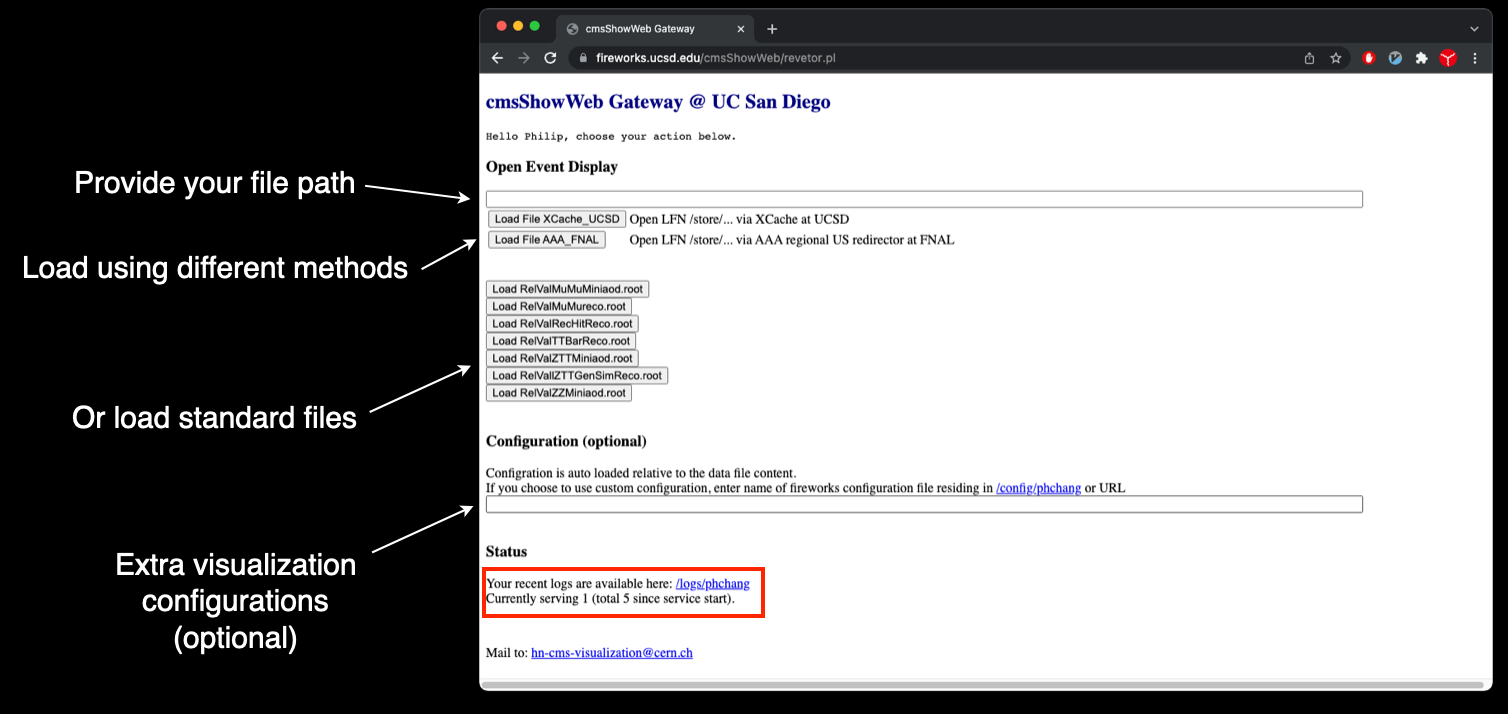 cmsShowWeb Gateway
fireworks.ucsd.edu/cmsShowWeb/revetor.pl
cmsShowWeb Gateway @ UC San Diego
Hello Philip, choose your action below.
Open Event Display
Provide your file path
Load File XCache_UCSD Open LFN /store/... via XCache at UCSD
Load File AAA_FNAL Open LFN /store/... via AAA regional US redirector at FNAL
Load using different methods
Load RelValMuMuMiniaod.root
Load RelValMuMureco.root
Load RelValRecHitReco.root
Load RelValTTBarReco.root
Load RelValZTTMiniaod.root
Load RelVallZTTGenSimReco.root
Load RelValZZMiniaod.root
Or load standard files
Configuration (optional)
Configration is auto loaded relative to the data file content.
If you choose to use custom configuration, enter name of fireworks configuration file residing in /config/phchang or URL
Extra visualization
configurations
(optional)
Status
Your recent logs are available here: /logs/phchang
Currently serving 1 (total 5 since service start).
Mail to: hn-cms-visualization@cern.ch